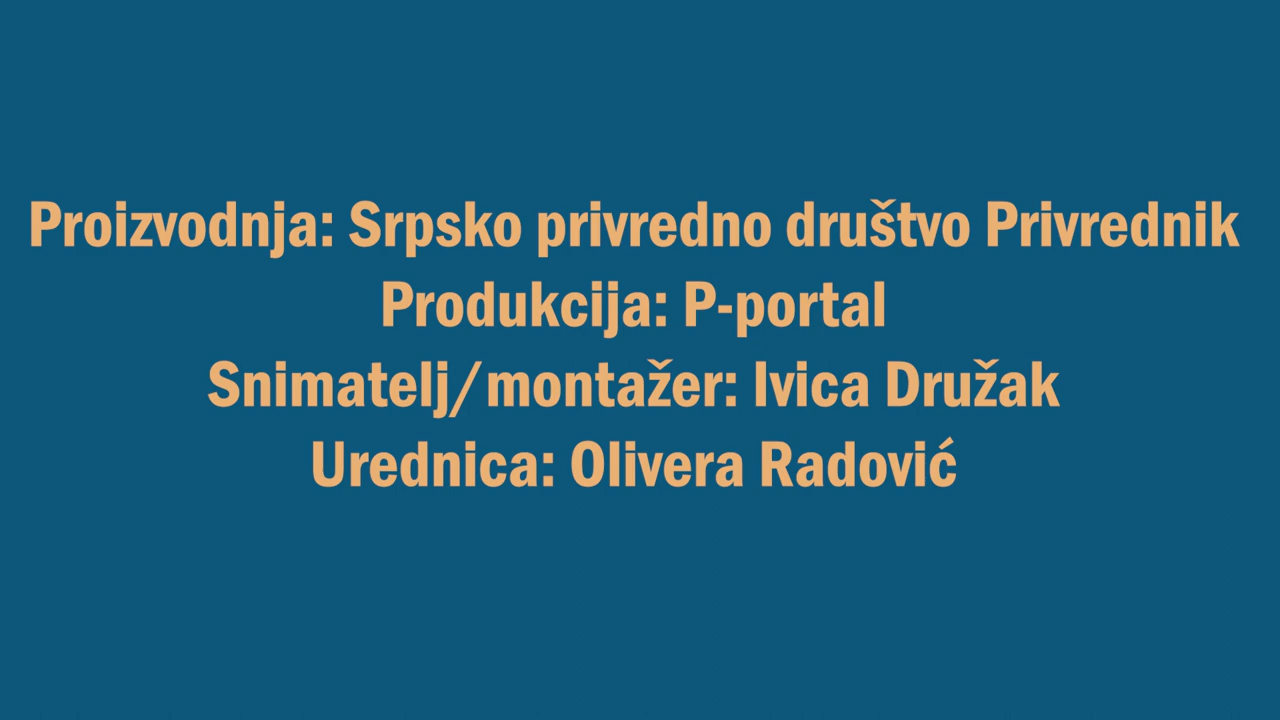 Proizvodnja: Srpsko privredno društvo Privrednik
Produkcija: P-portal
Snimatelj/montažer: Ivica Družak
Urednica: Olivera Radović